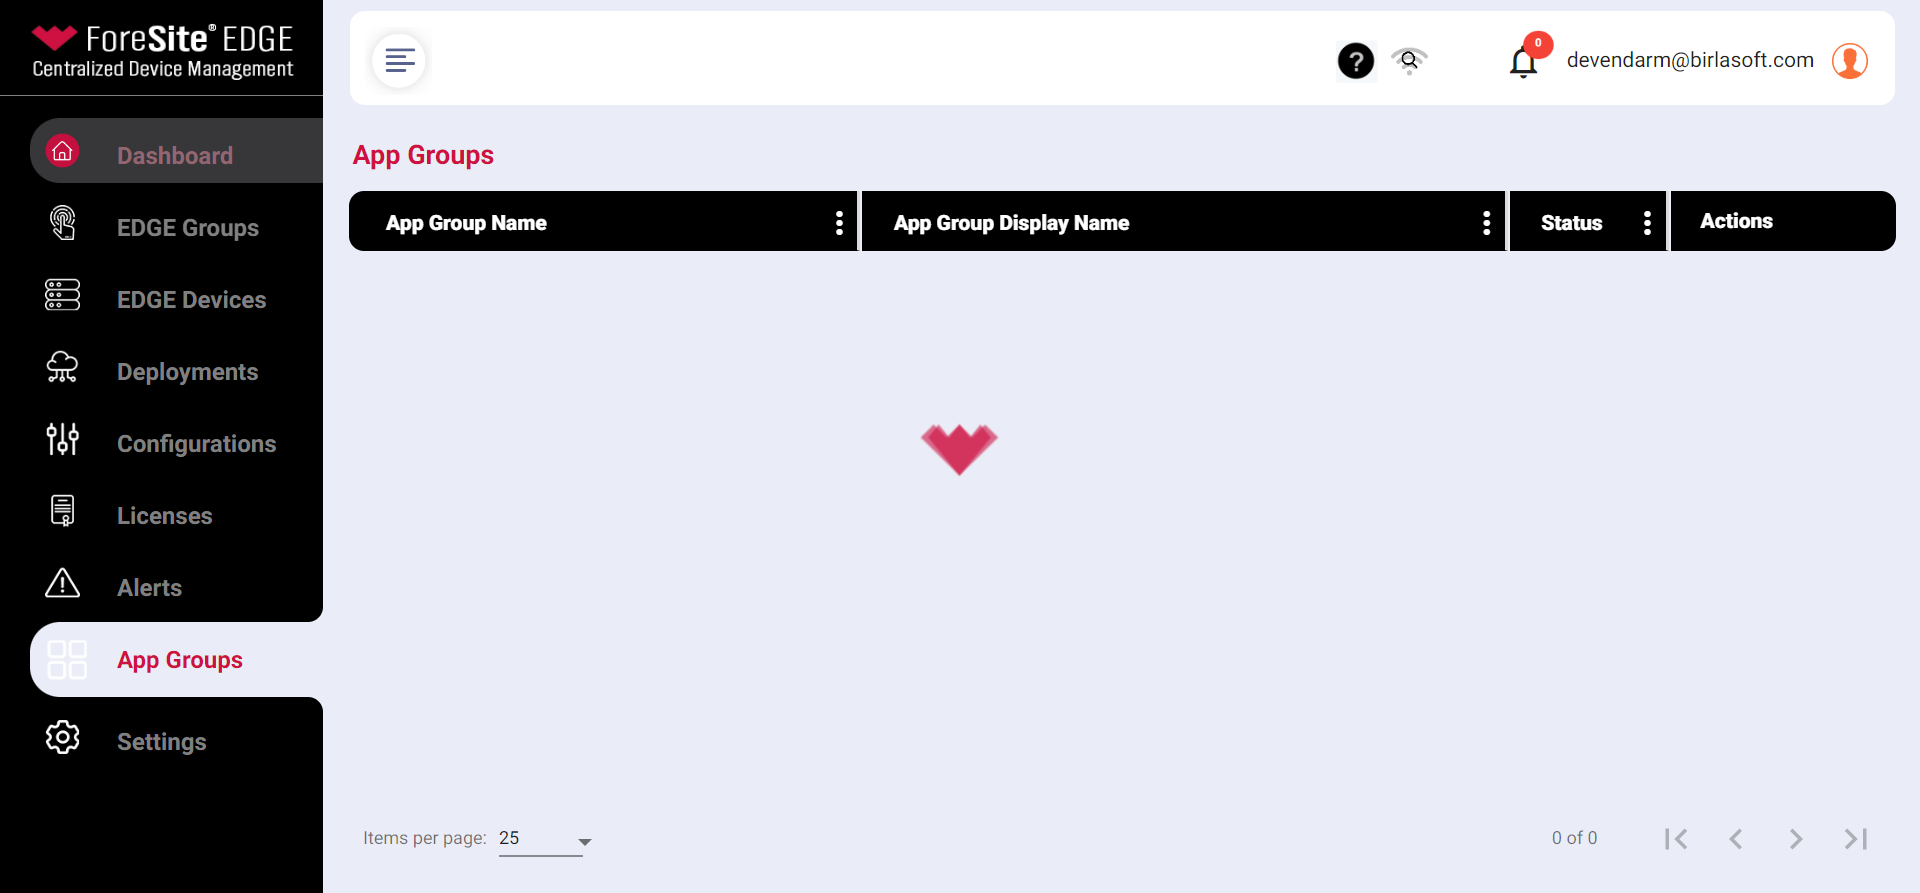 ForeSite® EDGE
Centralized Device Management
Dashboard
EDGE Groups
EDGE Devices
Deployments
Configurations
Licenses
Alerts
App Groups
Settings
?
0
devendarm@birlasoft.com
App Groups
App Group Name
App Group Display Name
Status
Actions
Items per page: 25
0 of 0